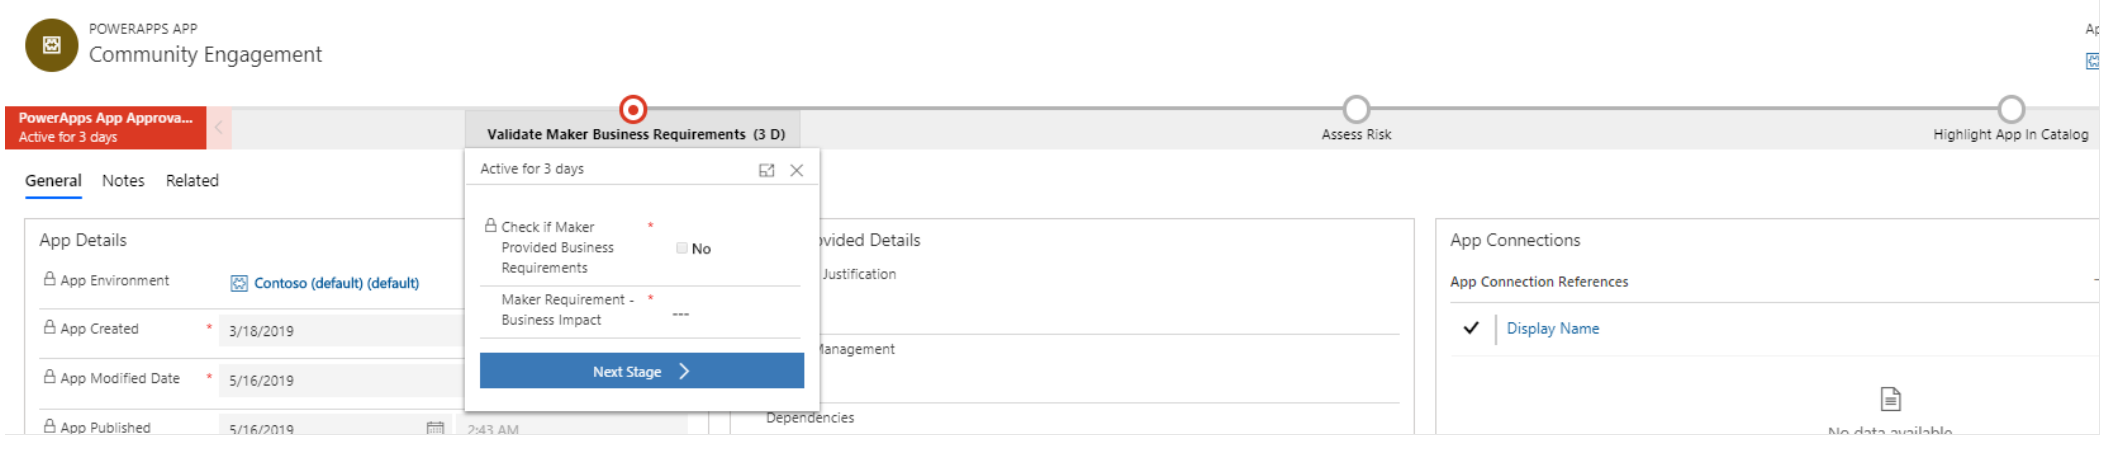 POWERAPPS APP
Community Engagement
PowerApps App Approva...
Active for 3 days
Validate Maker Business Requirements (3 D)
Assess Risk
Highlight App In Catalog
General Notes Related
Active for 3 days
Check if Maker
Provided Business
Requirements
*
No
Maker Requirement -
Business Impact
*
---
Next Stage
App Details
App Environment
Contoso (default) (default)
App Created * 3/18/2019
App Modified Date * 5/16/2019
App Published 5/16/2019 2:43 AM
Details
Justification
Management
Dependencies
App Connections
App Connection References
Display Name
No data available